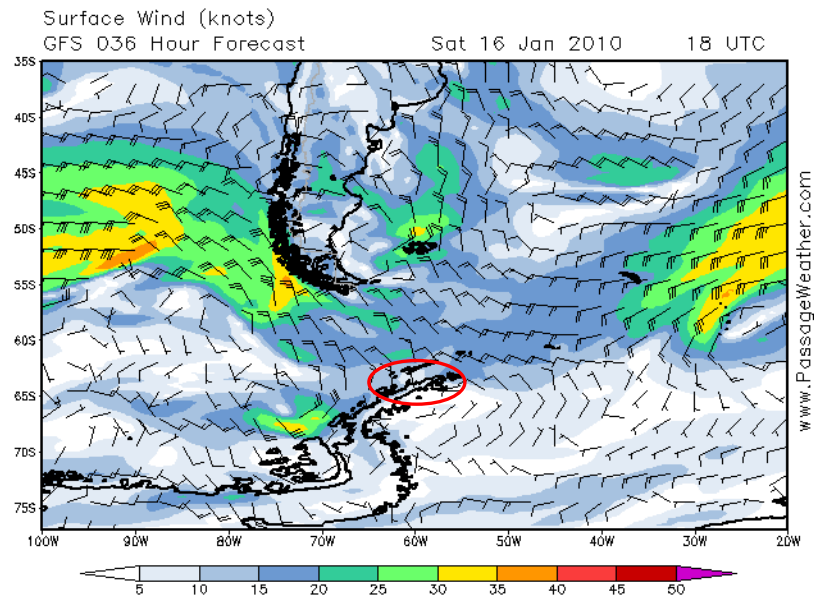 Surface Wind (knots)
GFS 036 Hour Forecast Sat 16 Jan 2010 18 UTC
35S
40S
45S
50S
55S
60S
65S
70S
75S
100W 90W 80W 70W 60W 50W 40W 30W 20W
5 10 15 20 25 30 35 40 45 50
www.PassageWeather.com